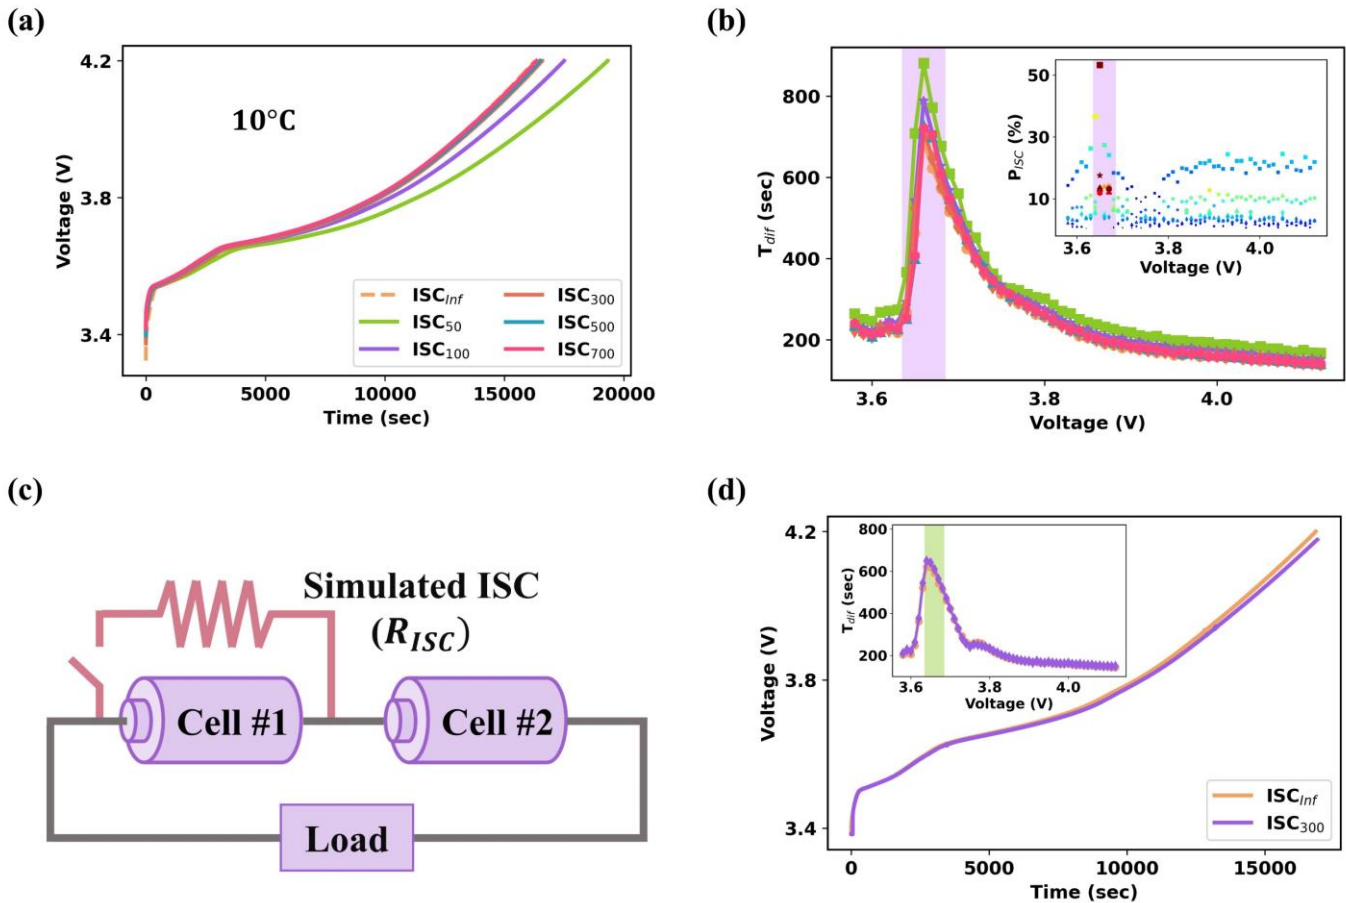 (a)
4.2
3.8
3.4
Voltage (V)
10°C
ISC_Inf
ISC_50
ISC_100
ISC_300
ISC_500
ISC_700
0 5000 10000 15000 20000
Time (sec)
(b)
800
600
400
200
T_dif (sec)
3.6 3.8 4.0
Voltage (V)
50
30
10
P_ISC (%)
3.6 3.8 4.0
Voltage (V)
(c)
Simulated ISC
(R_ISC)
Cell #1
Cell #2
Load
(d)
4.2
3.8
3.4
Voltage (V)
800
600
400
200
T_dif (sec)
3.6 3.8 4.0
Voltage (V)
ISC_Inf
ISC_300
0 5000 10000 15000
Time (sec)